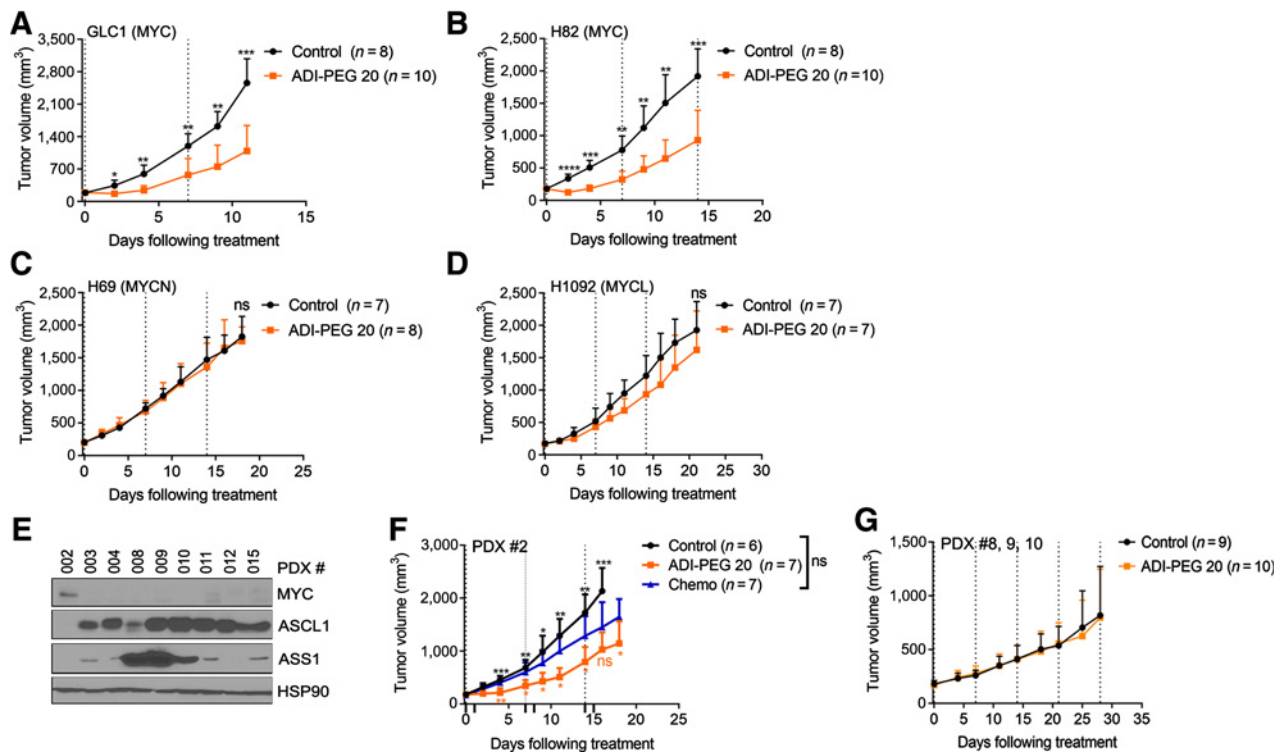 A
GLC1 (MYC)
Tumor volume (mm³)
3,500
2,800
2,100
1,400
700
0
0 5 10 15
Days following treatment
* ** ** ** ***
Control (n = 8)
ADI-PEG 20 (n = 10)
B
H82 (MYC)
Tumor volume (mm³)
2,500
2,000
1,500
1,000
500
0
0 5 10 15 20
Days following treatment
**** *** ** ** ** ***
Control (n = 8)
ADI-PEG 20 (n = 10)
C
H69 (MYCN)
Tumor volume (mm³)
2,500
2,000
1,500
1,000
500
0
0 5 10 15 20 25
Days following treatment
ns
Control (n = 7)
ADI-PEG 20 (n = 8)
D
H1092 (MYCL)
Tumor volume (mm³)
2,500
2,000
1,500
1,000
500
0
0 5 10 15 20 25 30
Days following treatment
ns
Control (n = 7)
ADI-PEG 20 (n = 7)
E
002 003 004 008 009 010 011 012 015
PDX #
MYC
ASCL1
ASS1
HSP90
F
PDX #2
Tumor volume (mm³)
3,000
2,000
1,000
0
0 5 10 15 20 25
Days following treatment
*** ** * ** ** ***
** * * * * ns *
Control (n = 6)
ADI-PEG 20 (n = 7)
Chemo (n = 7)
ns
G
PDX #8, 9, 10
Tumor volume (mm³)
1,500
1,000
500
0
0 5 10 15 20 25 30 35
Days following treatment
Control (n = 9)
ADI-PEG 20 (n = 10)